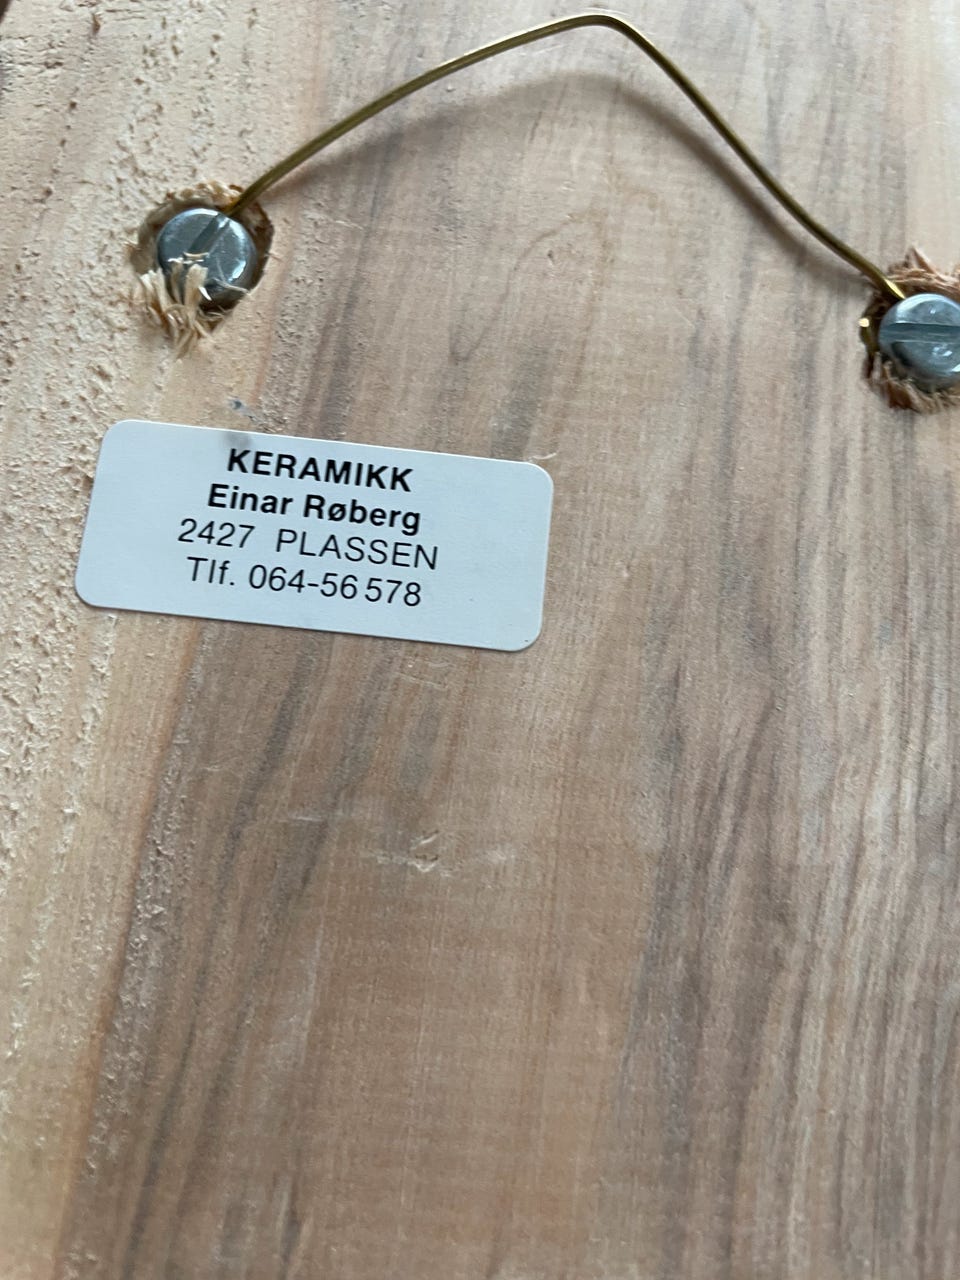 KERAMIKK
Einar Røberg
2427 PLASSEN
Tlf. 064-56 578